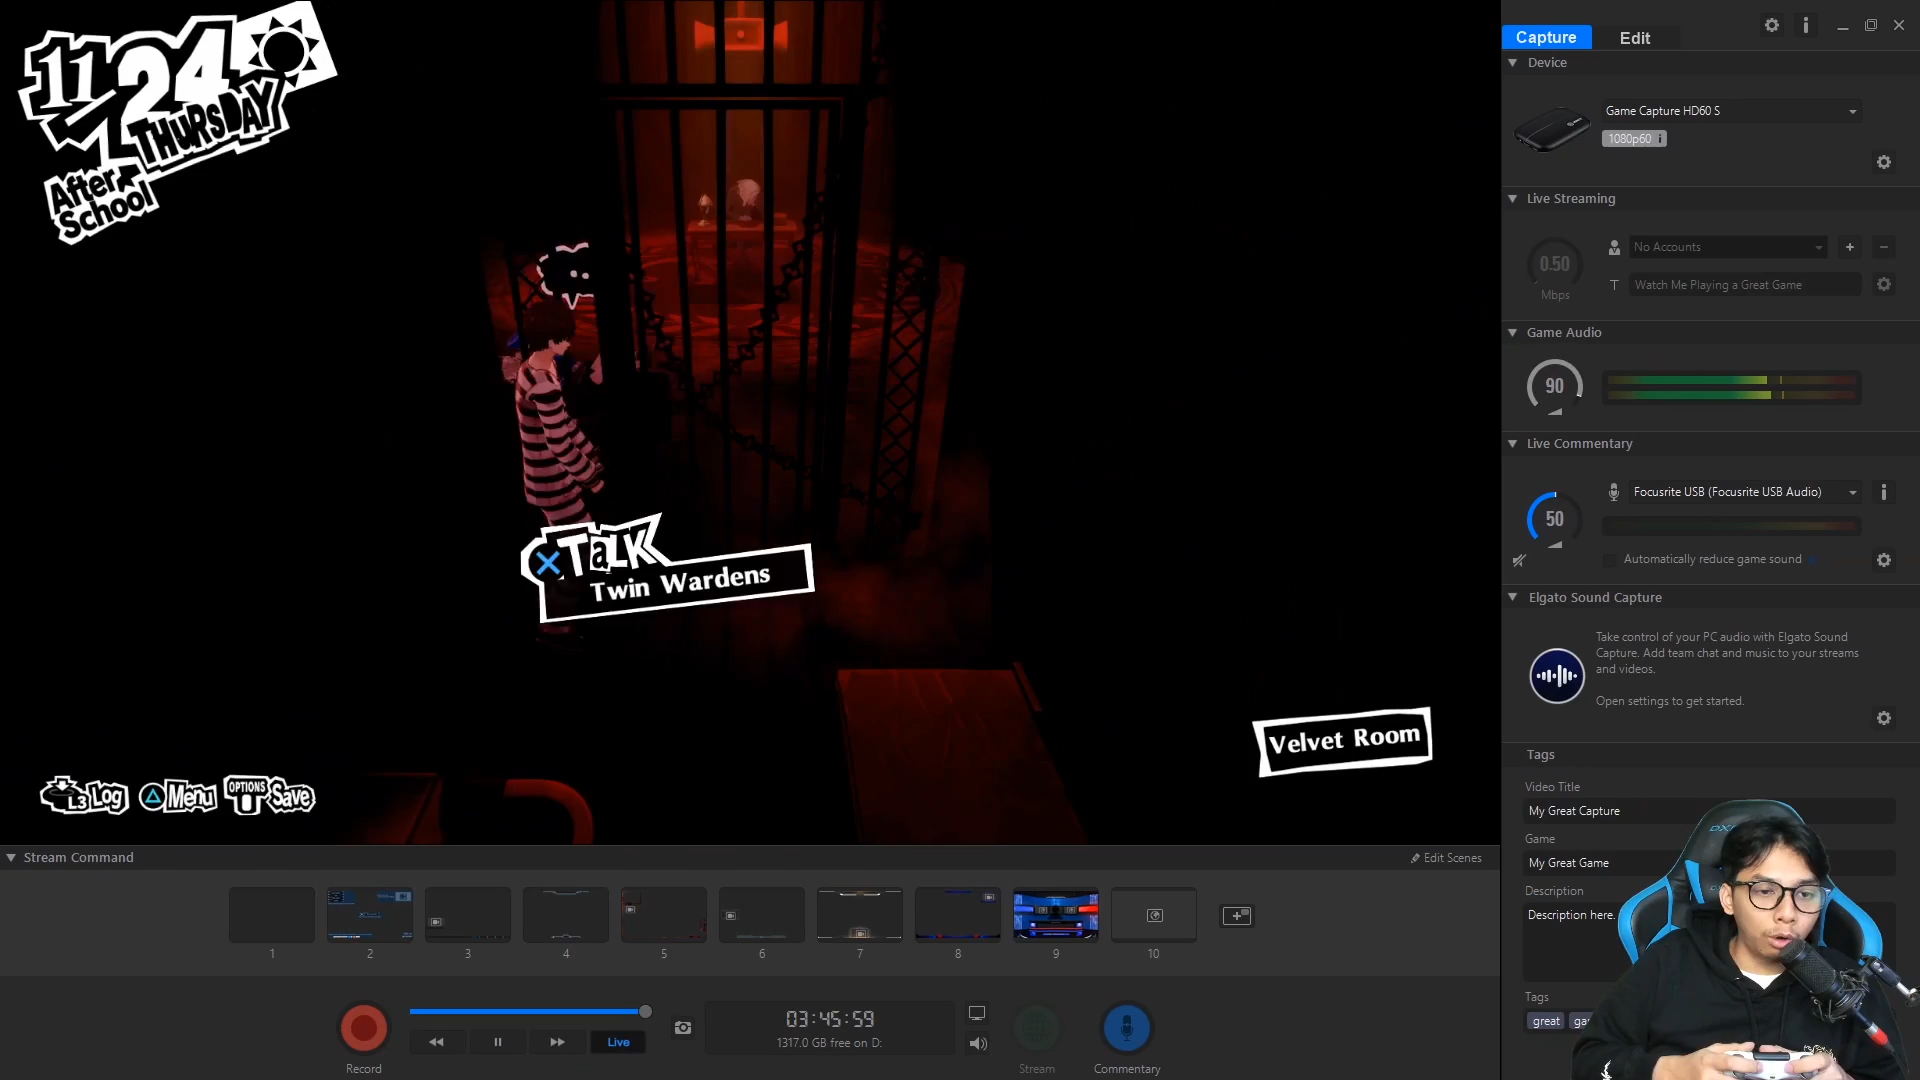 11/24
THURSDAY
After
School
TaLK
Twin Wardens
Velvet Room
L3 Log
Menu
OPTIONS
Save
Capture
Edit
Device
Game Capture HD60 S
1080p60 i
Live Streaming
0.50
Mbps
No Accounts
T
Watch Me Playing a Great Game
Game Audio
90
Live Commentary
Focusrite USB (Focusrite USB Audio)
50
Automatically reduce game sound
Elgato Sound Capture
Take control of your PC audio with Elgato Sound
Capture. Add team chat and music to your streams
and videos.
Open settings to get started.
Tags
Video Title
My Great Capture
Game
My Great Game
Description
Description here.
Tags
great
Stream Command
Edit Scenes
1
2
3
4
5
6
7
8
9
10
Record
Live
03:45:59
1317.0 GB free on D:
Stream
Commentary